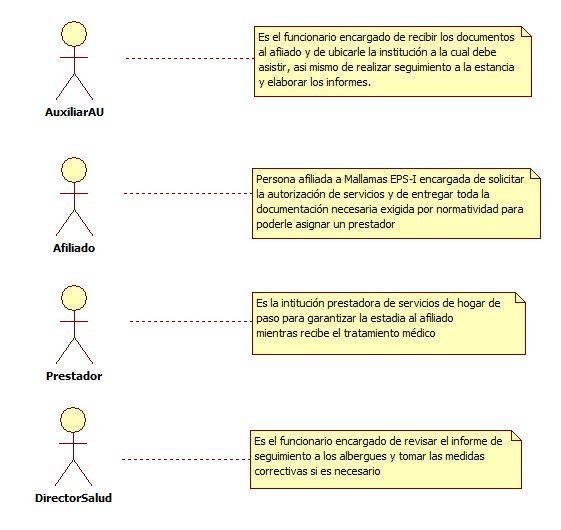 Es el funcionario encargado de recibir los documentos
al afiiado y de ubicarle la institución a la cual debe
asistir, asi mismo de realizar seguimiento a la estancia
y elaborar los informes.
AuxiliarAU
Persona afiliada a Mallamas EPS-I encargada de solicitar
la autorización de servicios y de entregar toda la
documentación necesaria exigida por normatividad para
poderle asignar un prestador
Afiliado
Es la intitución prestadora de servicios de hogar de
paso para garantizar la estadia al afiliado
mientras recibe el tratamiento médico
Prestador
Es el funcionario encargado de revisar el informe de
seguimiento a los albergues y tomar las medidas
correctivas si es necesario
DirectorSalud